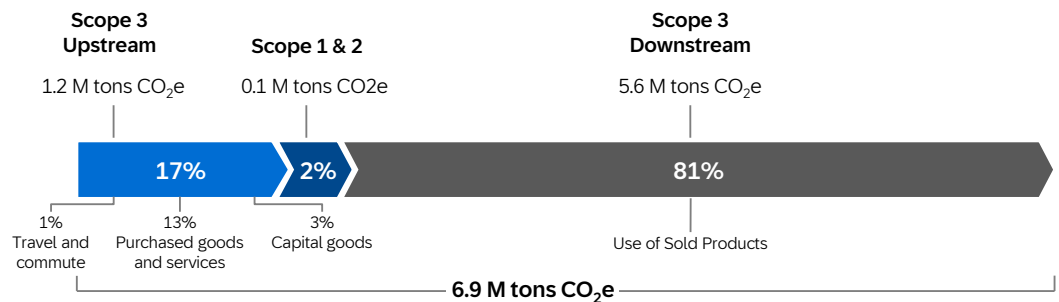 Scope 3
Upstream
1.2 M tons CO₂e
Scope 1 & 2
0.1 M tons CO2e
Scope 3
Downstream
5.6 M tons CO₂e
17%
2%
81%
1%
Travel and
commute
13%
Purchased goods
and services
3%
Capital goods
Use of Sold Products
6.9 M tons CO₂e